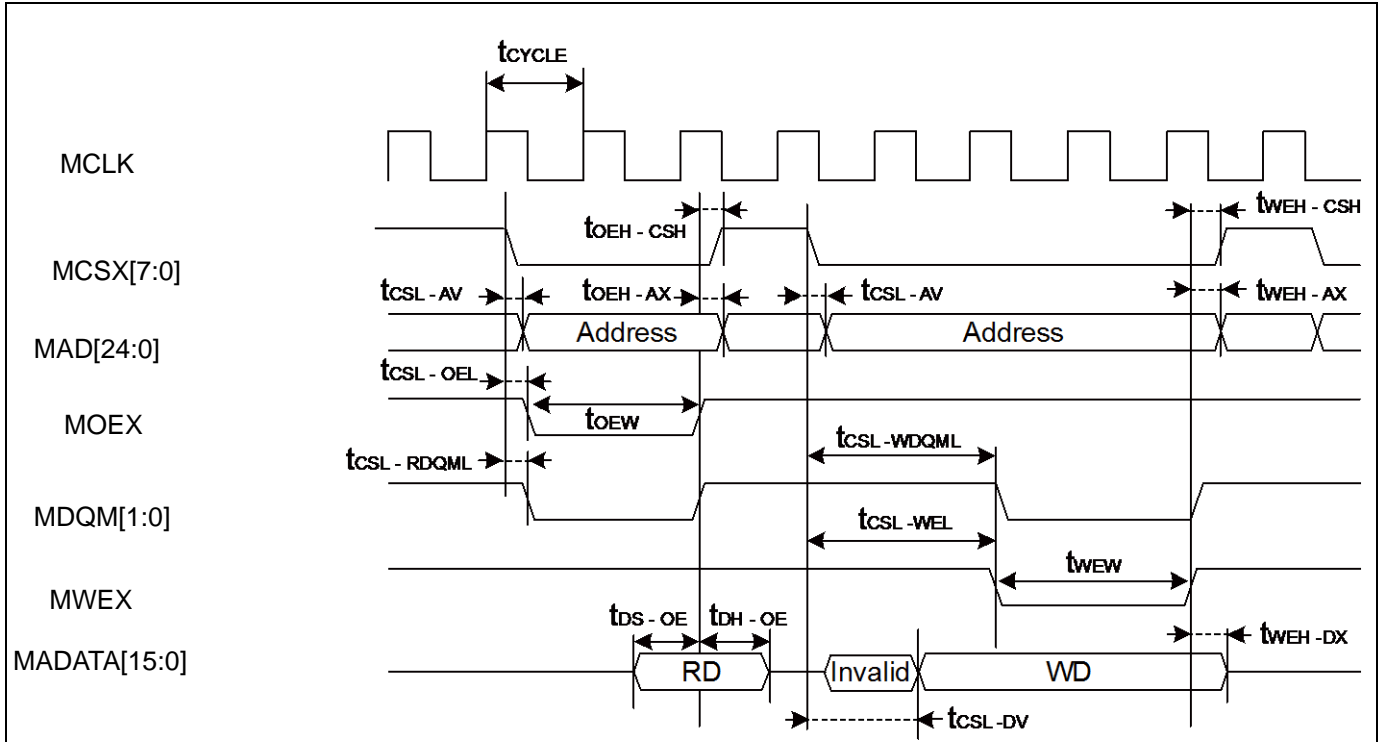 tCYCLE
MCLK
tOEH - CSH
tWEH - CSH
MCSX[7:0]
tCSL - AV
tOEH - AX
tCSL - AV
tWEH - AX
MAD[24:0]
Address
Address
tCSL - OEL
MOEX
tOEW
tCSL -WDQML
tCSL - RDQML
MDQM[1:0]
tCSL -WEL
MWEX
tWEW
tDS - OE
tDH - OE
tWEH -DX
MADATA[15:0]
RD
Invalid
WD
tCSL -DV